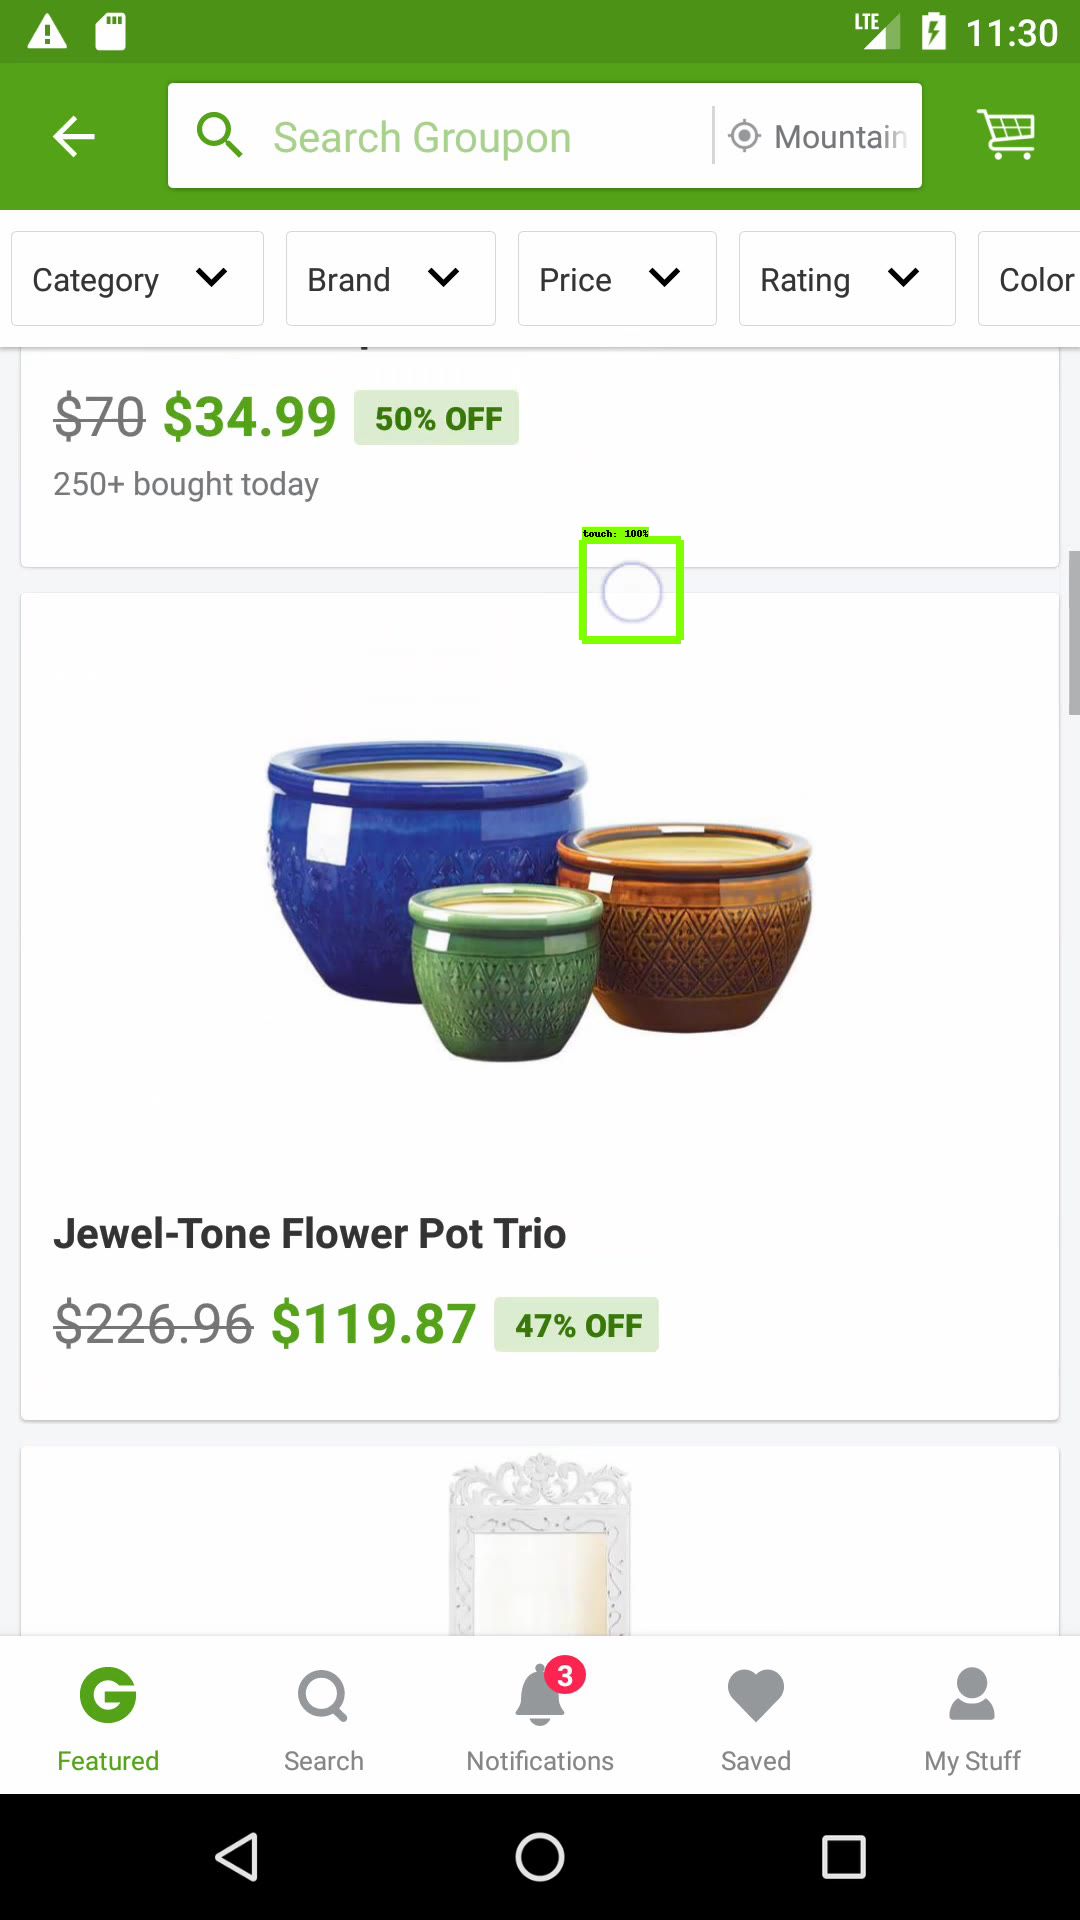 LTE 11:30
Search Groupon Mountain
Category Brand Price Rating Color
$70 $34.99 50% OFF
250+ bought today
touch: 100%
Jewel-Tone Flower Pot Trio
$226.96 $119.87 47% OFF
3
Featured Search Notifications Saved My Stuff